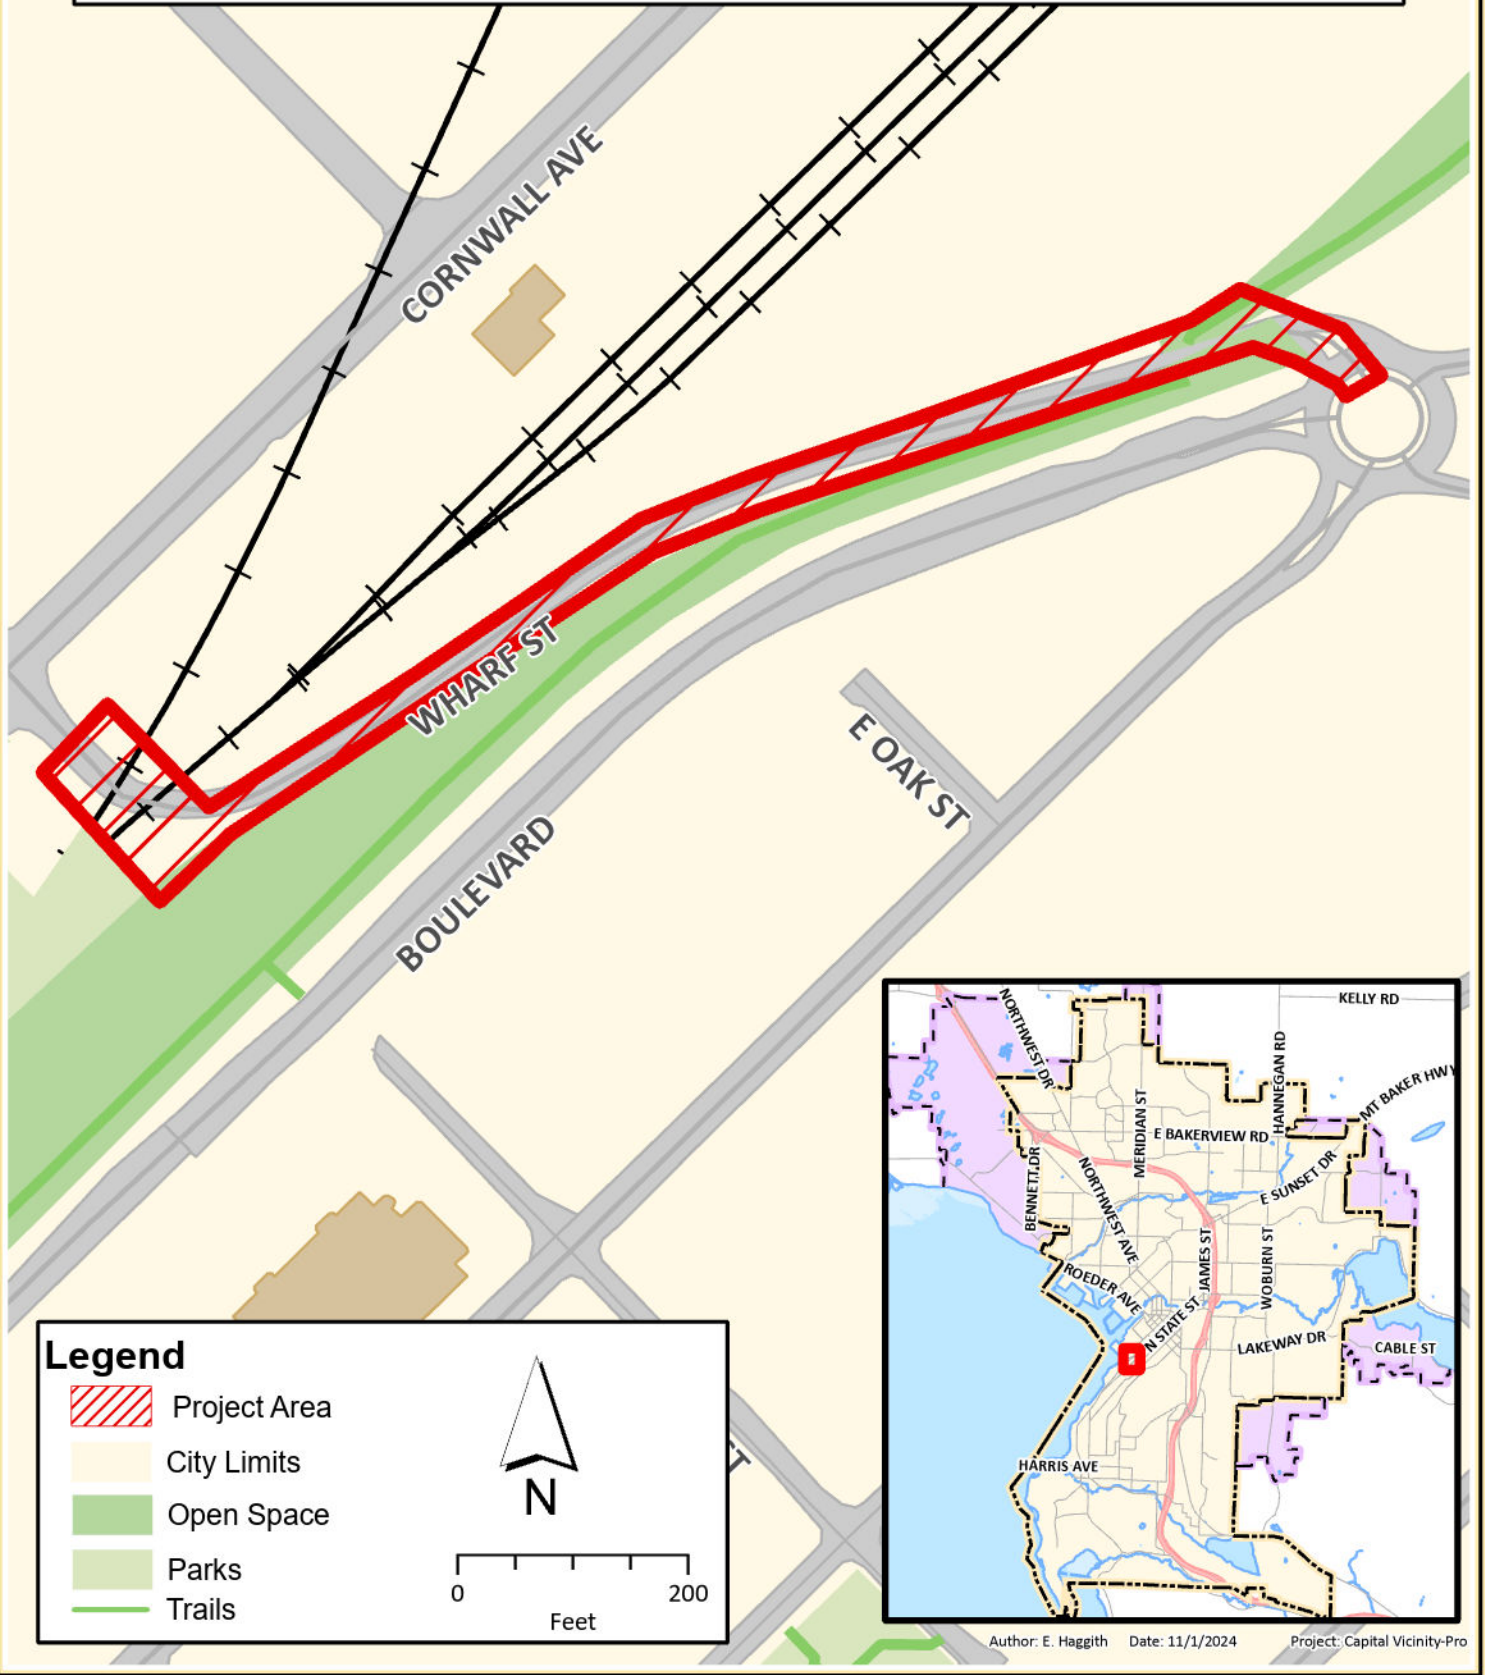 CORNWALL AVE
WHARF ST
E OAK ST
BOULEVARD
KELLY RD
NORTHWEST DR
HANNEGAN RD
MT BAKER HWY
MERIDIAN ST
E BAKERVIEW RD
BENNETT DR
NORTHWEST AVE
E SUNSET DR
JAMES ST
WOBURN ST
ROEDER AVE
N STATE ST
LAKEWAY DR
CABLE ST
HARRIS AVE
Legend
Project Area
City Limits
Open Space
Parks
Trails
N
0 200
Feet
Author: E. Haggith Date: 11/1/2024 Project: Capital Vicinity-Pro